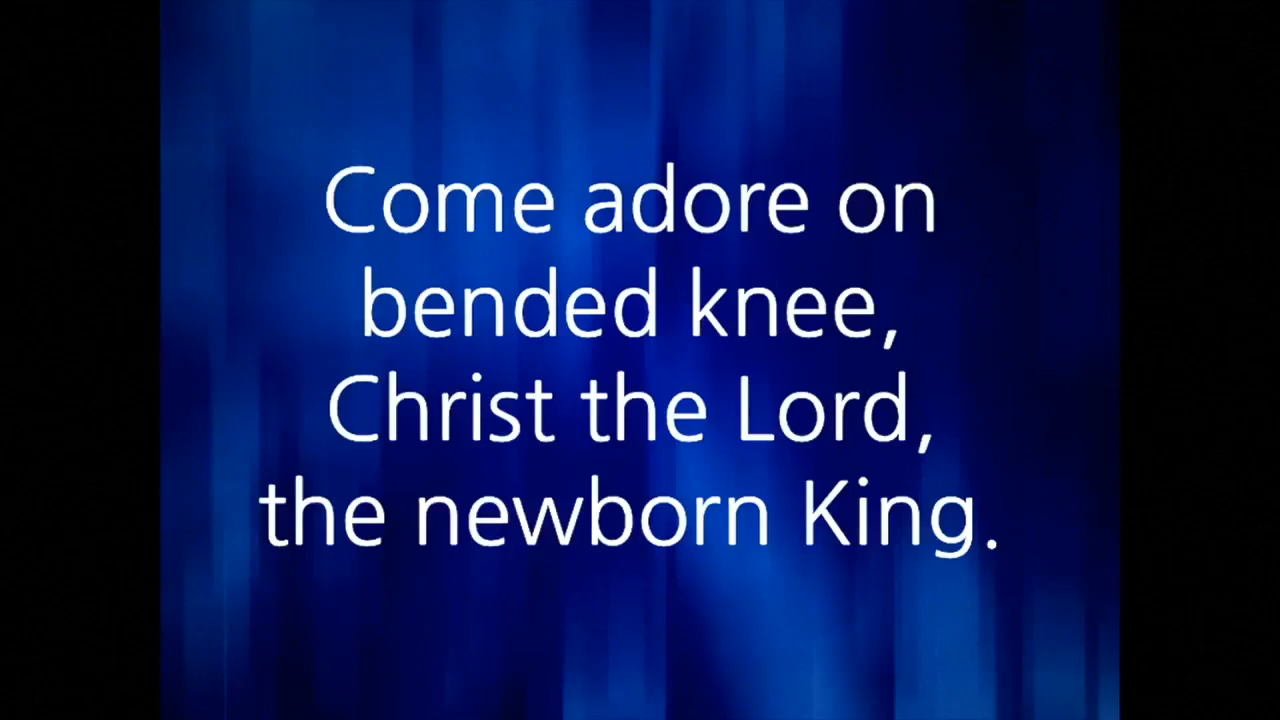 Come adore on
bended knee,
Christ the Lord,
the newborn King.